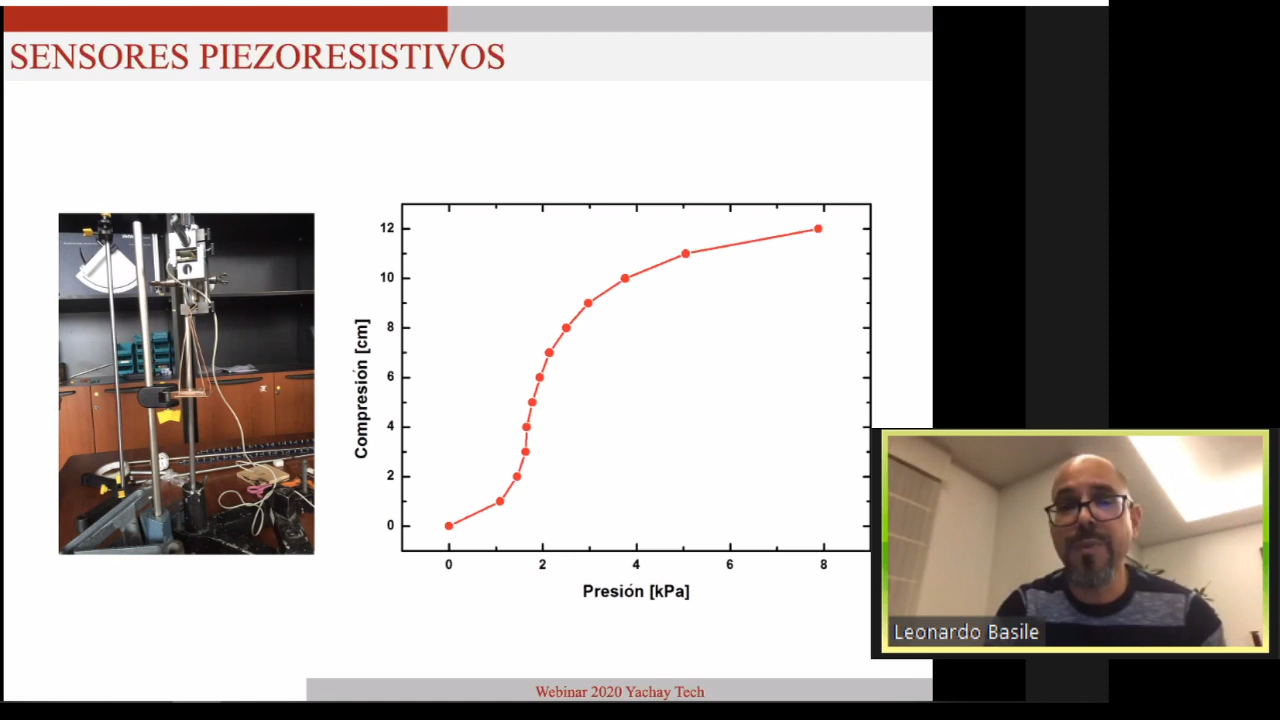 SENSORES PIEZORESISTIVOS
12
10
8
6
4
2
0
Compresión [cm]
0 2 4 6 8
Presión [kPa]
Leonardo Basile
Webinar 2020 Yachay Tech